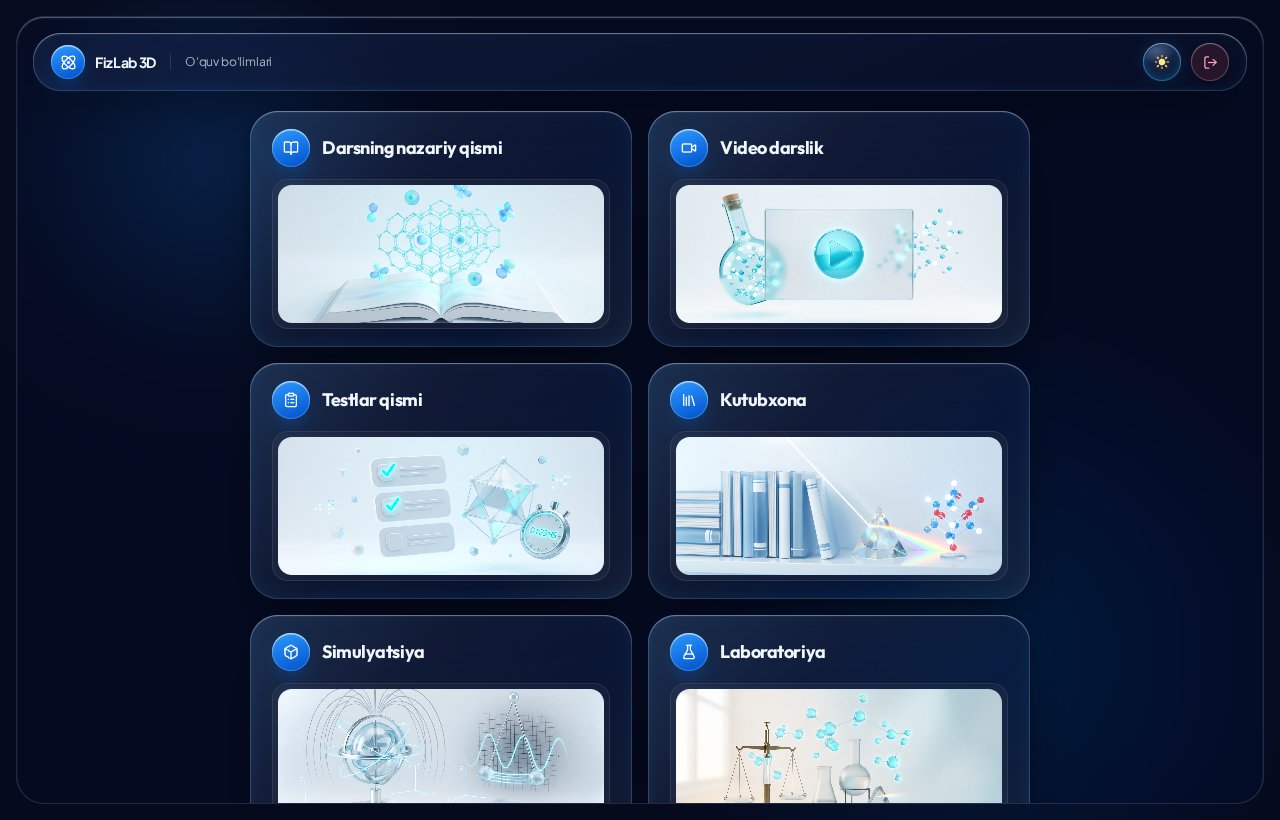 FizLab 3D
O'quv bo'limlari
Darsning nazariy qismi
Video darslik
Testlar qismi
Kutubxona
Simulyatsiya
Laboratoriya